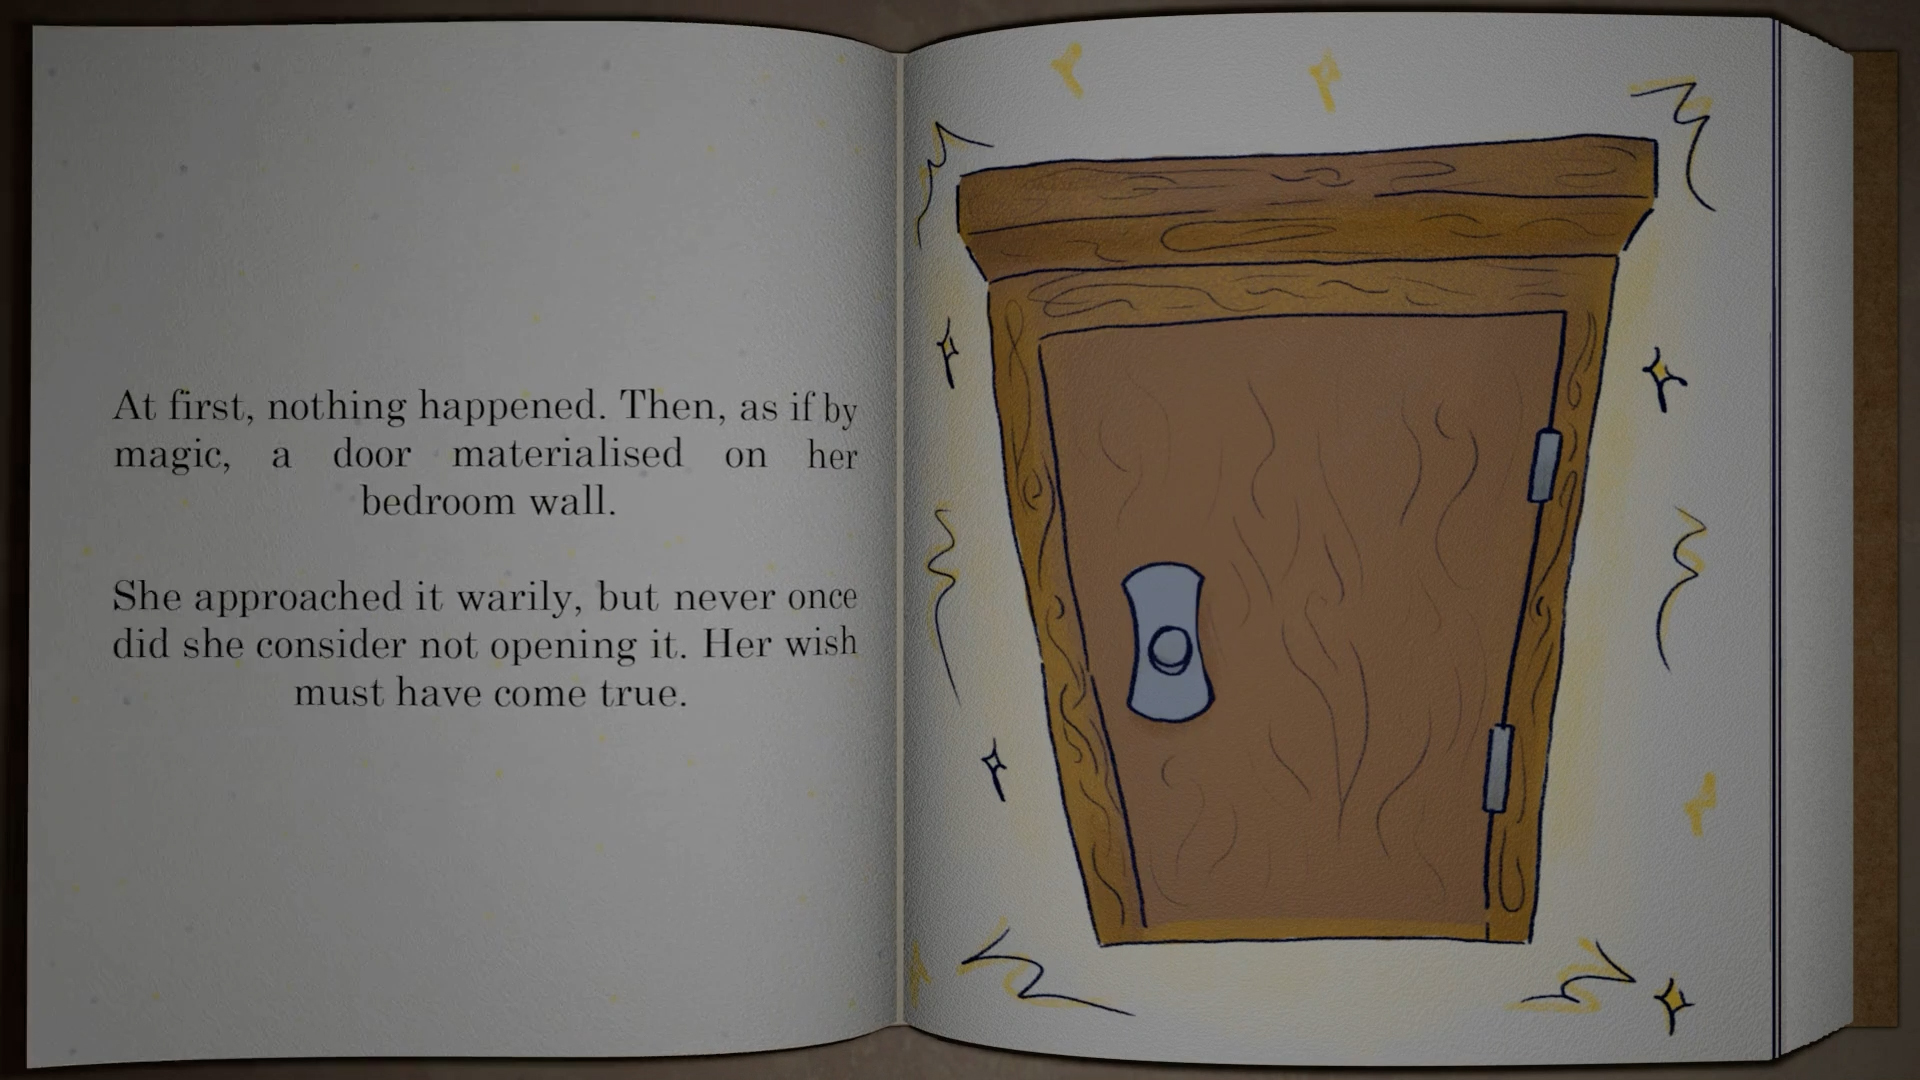 At first, nothing happened. Then, as if by
magic, a door materialised on her
bedroom wall.
She approached it warily, but never once
did she consider not opening it. Her wish
must have come true.